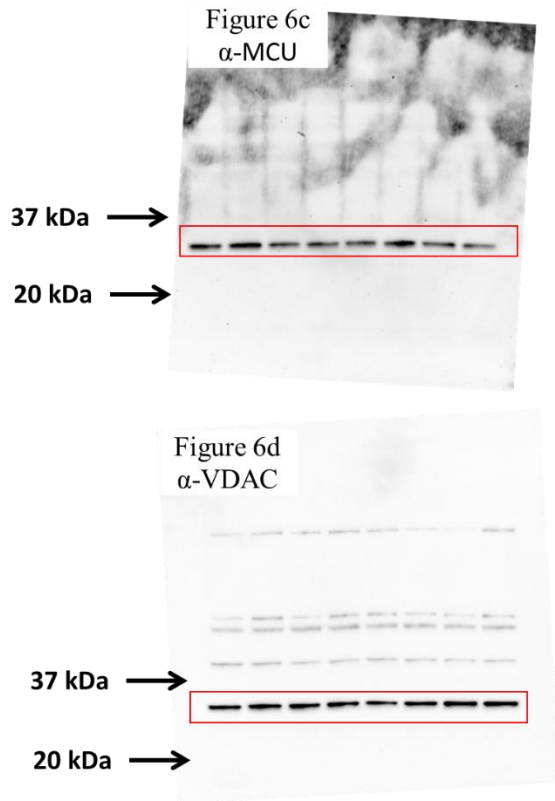 Figure 6c
α-MCU
37 kDa
20 kDa
Figure 6d
α-VDAC
37 kDa
20 kDa